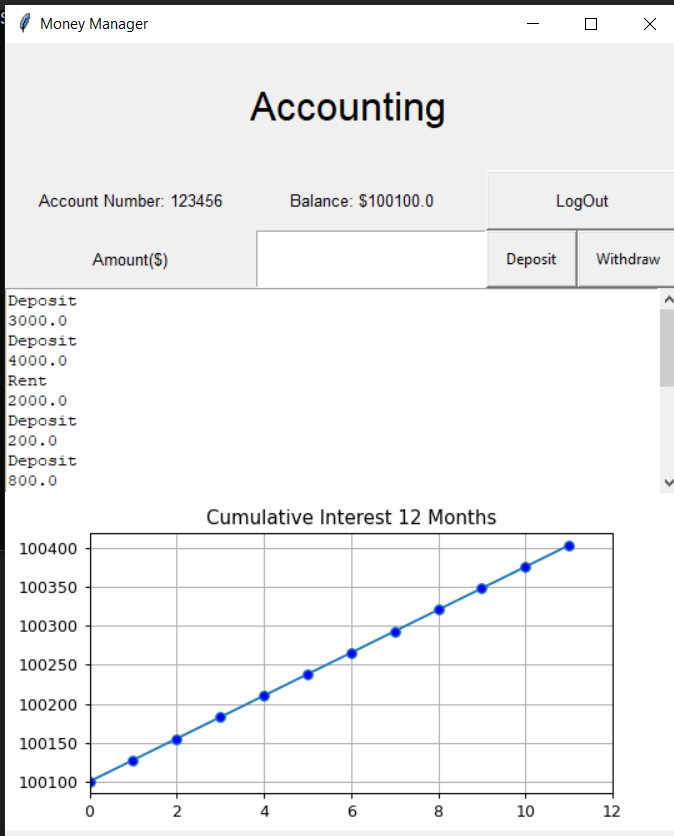 Money Manager
Accounting
Account Number: 123456 Balance: $100100.0 LogOut
Amount($) Deposit Withdraw
Deposit
3000.0
Deposit
4000.0
Rent
2000.0
Deposit
200.0
Deposit
800.0
Cumulative Interest 12 Months
100400
100350
100300
100250
100200
100150
100100
0 2 4 6 8 10 12